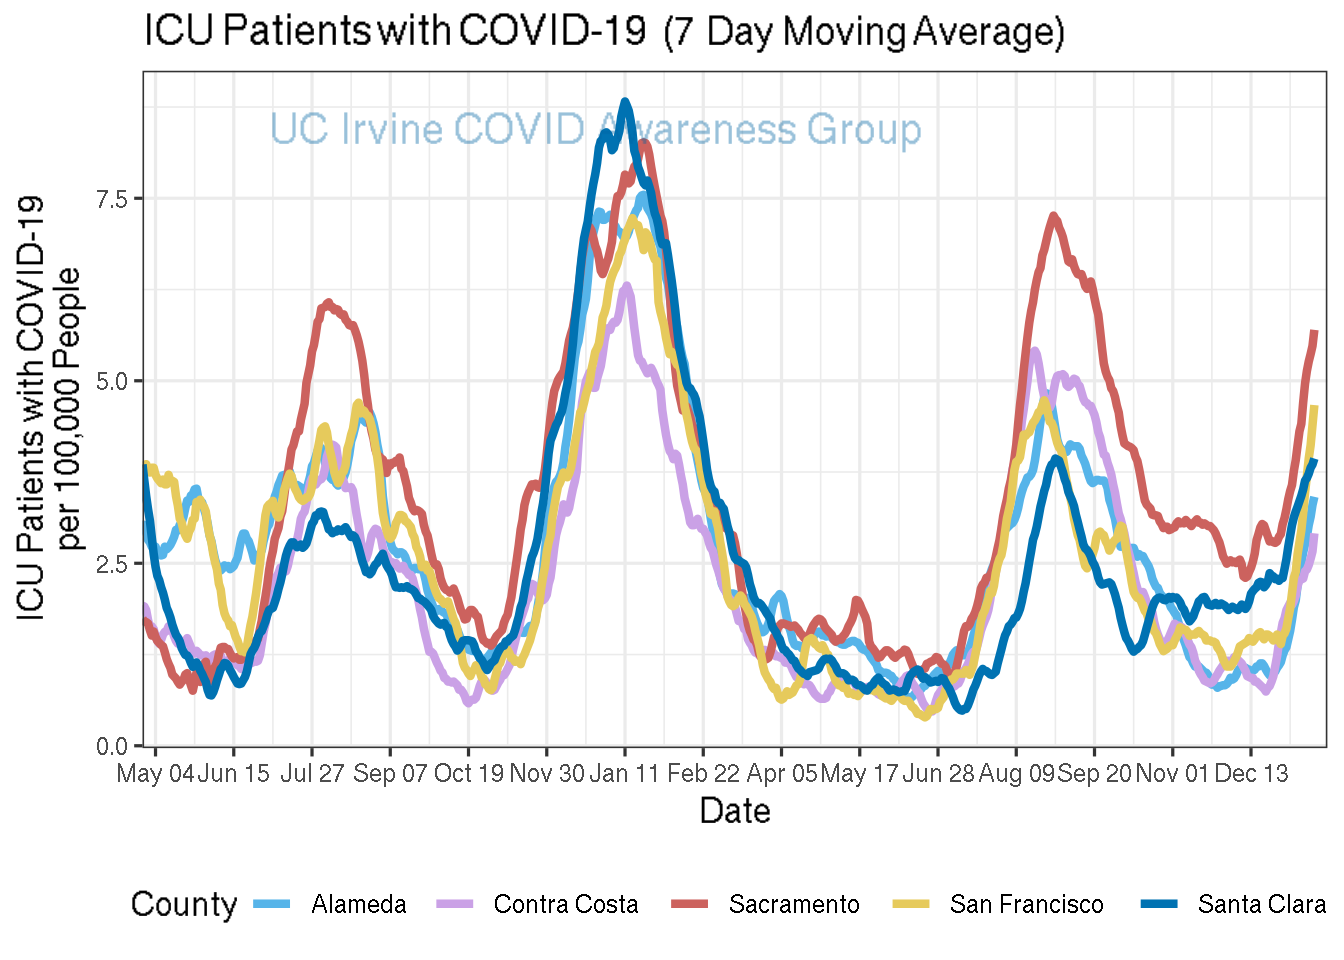 ICU Patients with COVID-19 (7 Day Moving Average)
UC Irvine COVID Awareness Group
ICU Patients with COVID-19
per 100,000 People
7.5
5.0
2.5
0.0
May 04 Jun 15 Jul 27 Sep 07 Oct 19 Nov 30 Jan 11 Feb 22 Apr 05 May 17 Jun 28 Aug 09 Sep 20 Nov 01 Dec 13
Date
County Alameda Contra Costa Sacramento San Francisco Santa Clara